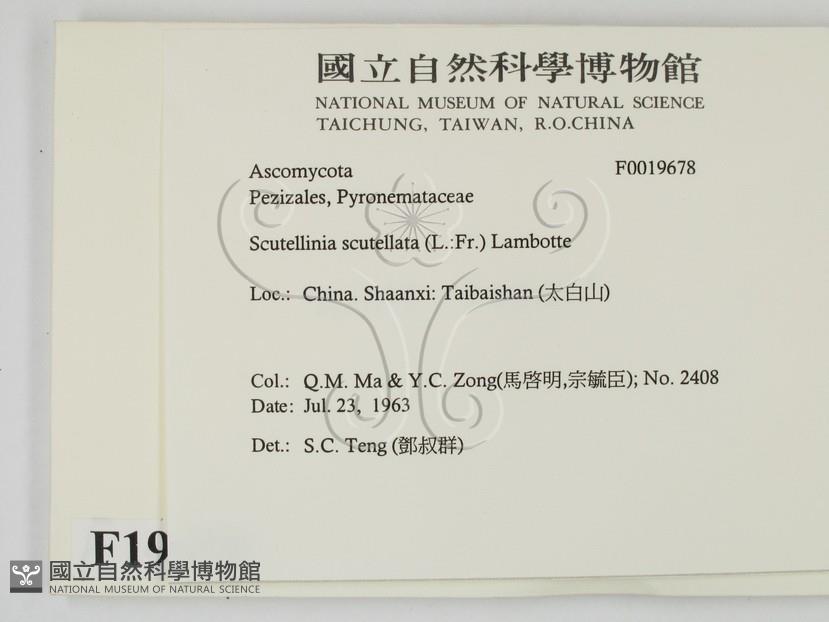 國立自然科學博物館
NATIONAL MUSEUM OF NATURAL SCIENCE
TAICHUNG, TAIWAN, R.O.CHINA
Ascomycota F0019678
Pezizales, Pyronemataceae
Scutellinia scutellata (L.:Fr.) Lambotte
Loc.: China. Shaanxi: Taibaishan (太白山)
Col.: Q.M. Ma & Y.C. Zong(馬啓明,宗毓臣); No. 2408
Date: Jul. 23, 1963
Det.: S.C. Teng (鄧叔群)
F19
國立自然科學博物館
NATIONAL MUSEUM OF NATURAL SCIENCE